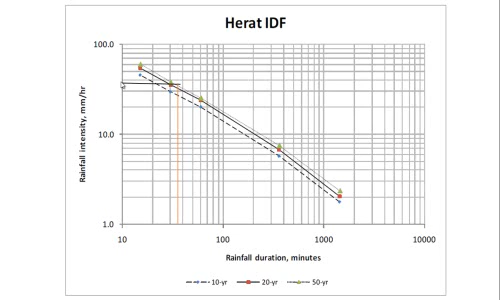 Herat IDF
Rainfall intensity, mm/hr
100.0
10.0
1.0
10 100 1000 10000
Rainfall duration, minutes
10-yr 20-yr 50-yr